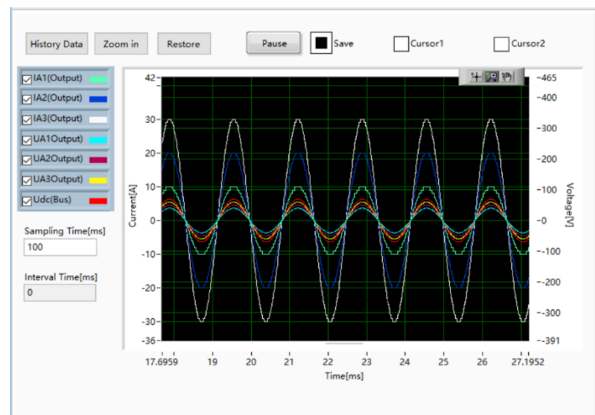 History Data Zoom in Restore Pause Save Cursor1 Cursor2
IA1(Output)
IA2(Output)
IA3(Output)
UA1Output)
UA2Output)
UA3Output)
Udc(Bus)
Sampling Time[ms]
100
Interval Time[ms]
0
Current[A]
42
30
20
10
0
-10
-20
-30
-36
Voltage[V]
465
400
300
200
100
0
-100
-200
-300
-391
17.6959 19 20 21 22 23 24 25 26 27.1952
Time[ms]